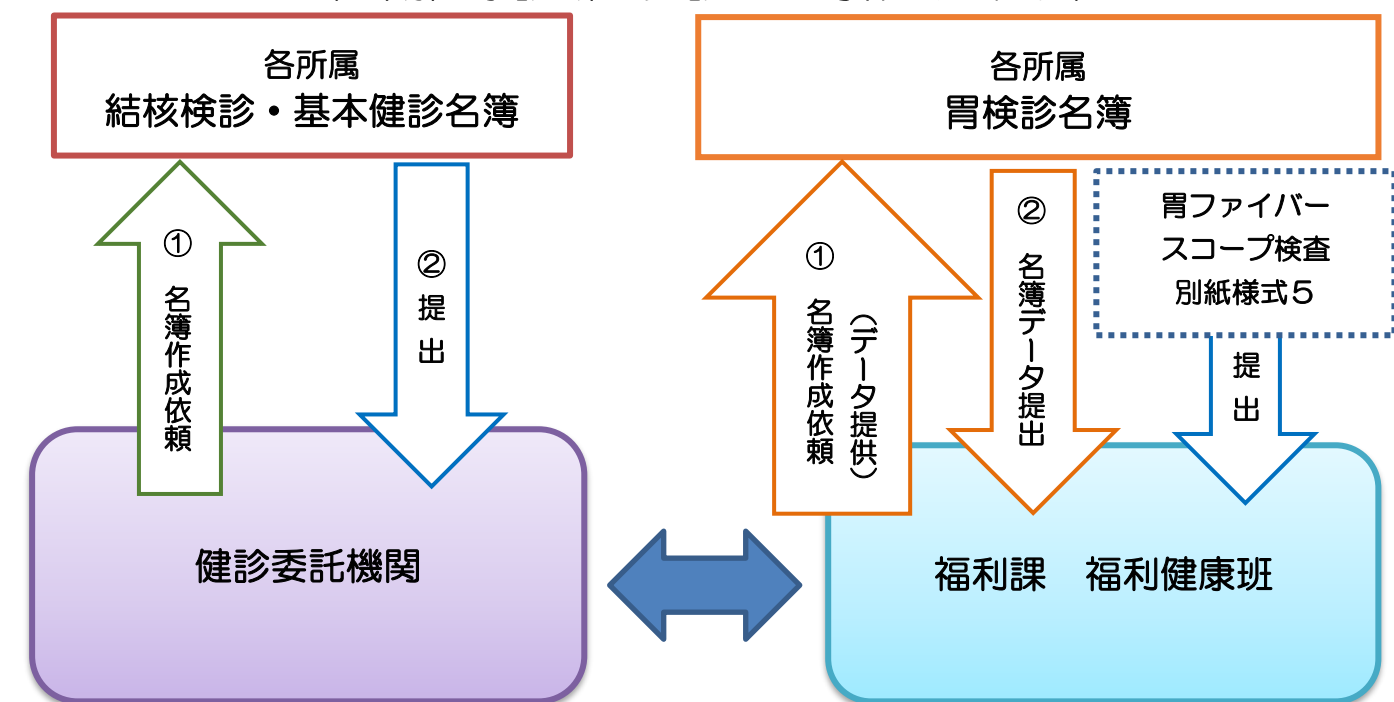 各所属
結核検診・基本健診名簿
①
名簿作成依頼
②
提出
健診委託機関
各所属
胃検診名簿
①
名簿作成依頼
（データ提供）
②
名簿データ提出
胃ファイバー
スコープ検査
別紙様式５
提出
福利課　福利健康班